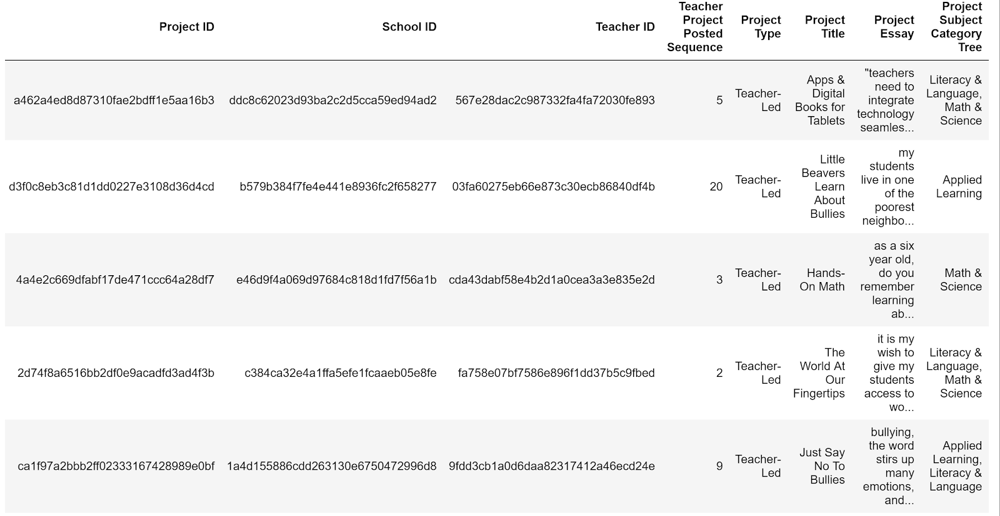 Project ID School ID Teacher ID Teacher Project Posted Sequence Project Type Project Title Project Essay Project Subject Category Tree
a462a4ed8d87310fae2bdff1e5aa16b3 ddc8c62023d93ba2c2d5cca59ed94ad2 567e28dac2c987332fa4fa72030fe893 5 Teacher-Led Apps & Digital Books for Tablets "teachers need to integrate technology seamles... Literacy & Language, Math & Science
d3f0c8eb3c81d1dd0227e3108d36d4cd b579b384f7fe4e441e8936fc2f658277 03fa60275eb66e873c30ecb86840df4b 20 Teacher-Led Little Beavers Learn About Bullies my students live in one of the poorest neighbo... Applied Learning
4a4e2c669dfabf17de471ccc64a28df7 e46d9f4a069d97684c818d1fd7f56a1b cda43dabf58e4b2d1a0cea3a3e835e2d 3 Teacher-Led Hands-On Math as a six year old, do you remember learning ab... Math & Science
2d74f8a6516bb2df0e9acadfd3ad4f3b c384ca32e4a1ffa5efe1fcaaeb05e8fe fa758e07bf7586e896f1dd37b5c9fbed 2 Teacher-Led The World At Our Fingertips it is my wish to give my students access to wo... Literacy & Language, Math & Science
ca1f97a2bbb2ff02333167428989e0bf 1a4d155886cdd263130e6750472996d8 9fdd3cb1a0d6daa82317412a46ecd24e 9 Teacher-Led Just Say No To Bullies bullying, the word stirs up many emotions, and... Applied Learning, Literacy & Language